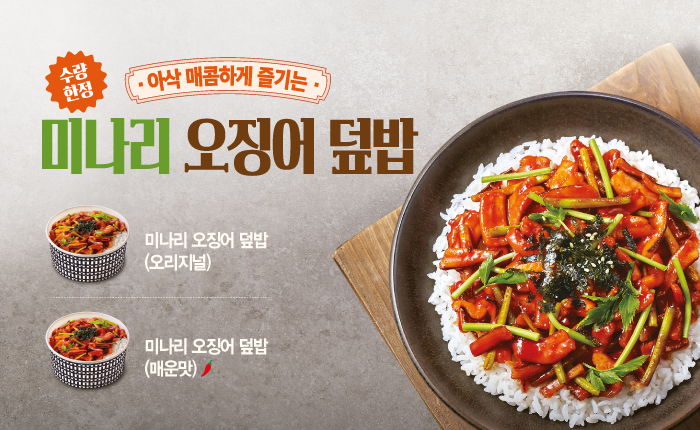 수량
한정
· 아삭 매콤하게 즐기는 ·
미나리 오징어 덮밥
미나리 오징어 덮밥
(오리지널)
미나리 오징어 덮밥
(매운맛)